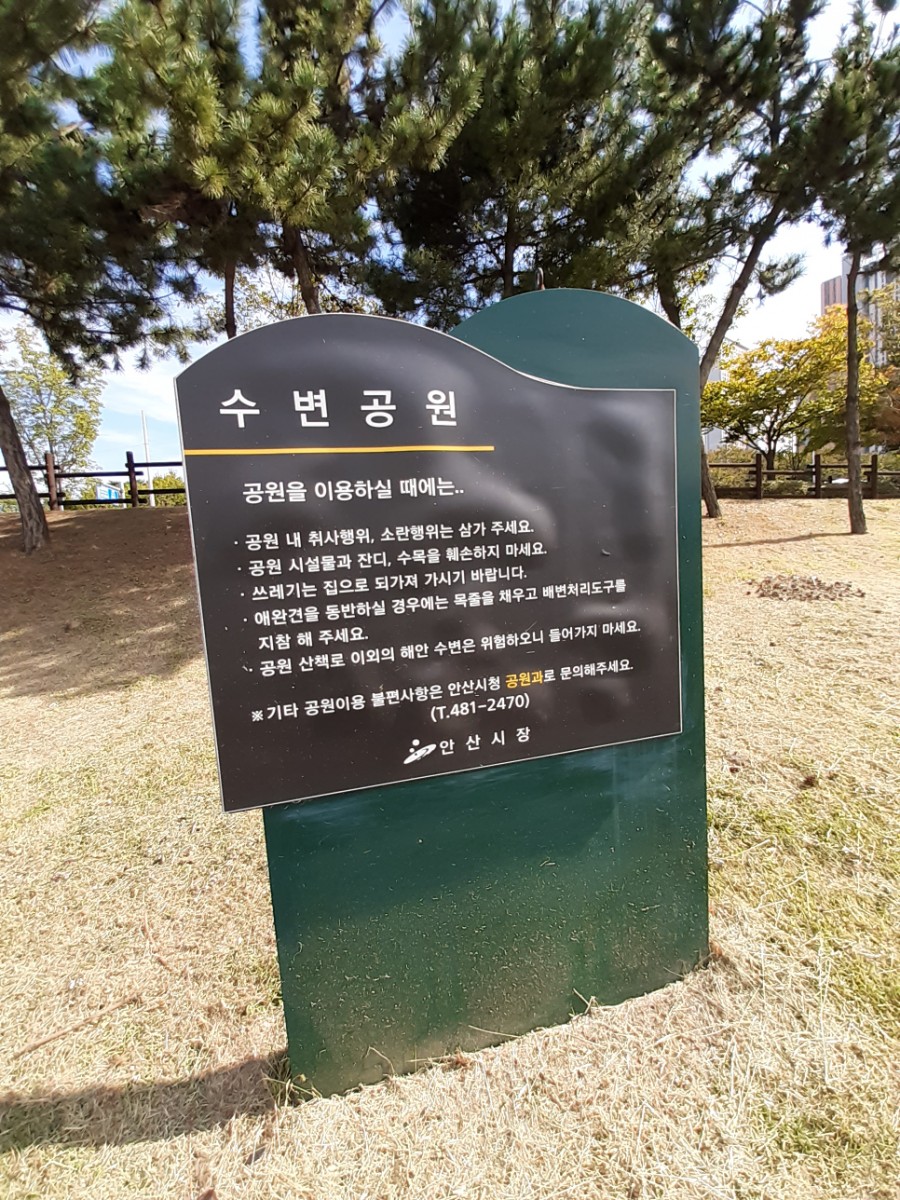 수변공원
공원을 이용하실 때에는..
· 공원 내 취사행위, 소란행위는 삼가 주세요.
· 공원 시설물과 잔디, 수목을 훼손하지 마세요.
· 쓰레기는 집으로 되가져 가시기 바랍니다.
· 애완견을 동반하실 경우에는 목줄을 채우고 배변처리도구를
지참 해 주세요.
· 공원 산책로 이외의 해안 수변은 위험하오니 들어가지 마세요.
※ 기타 공원이용 불편사항은 안산시청 공원과로 문의해주세요.
(T.481-2470)
안산시장